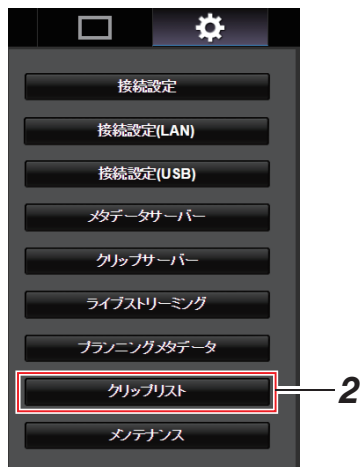 接続設定
接続設定(LAN)
接続設定(USB)
メタデータサーバー
クリップサーバー
ライブストリーミング
プランニングメタデータ
クリップリスト
2
メンテナンス